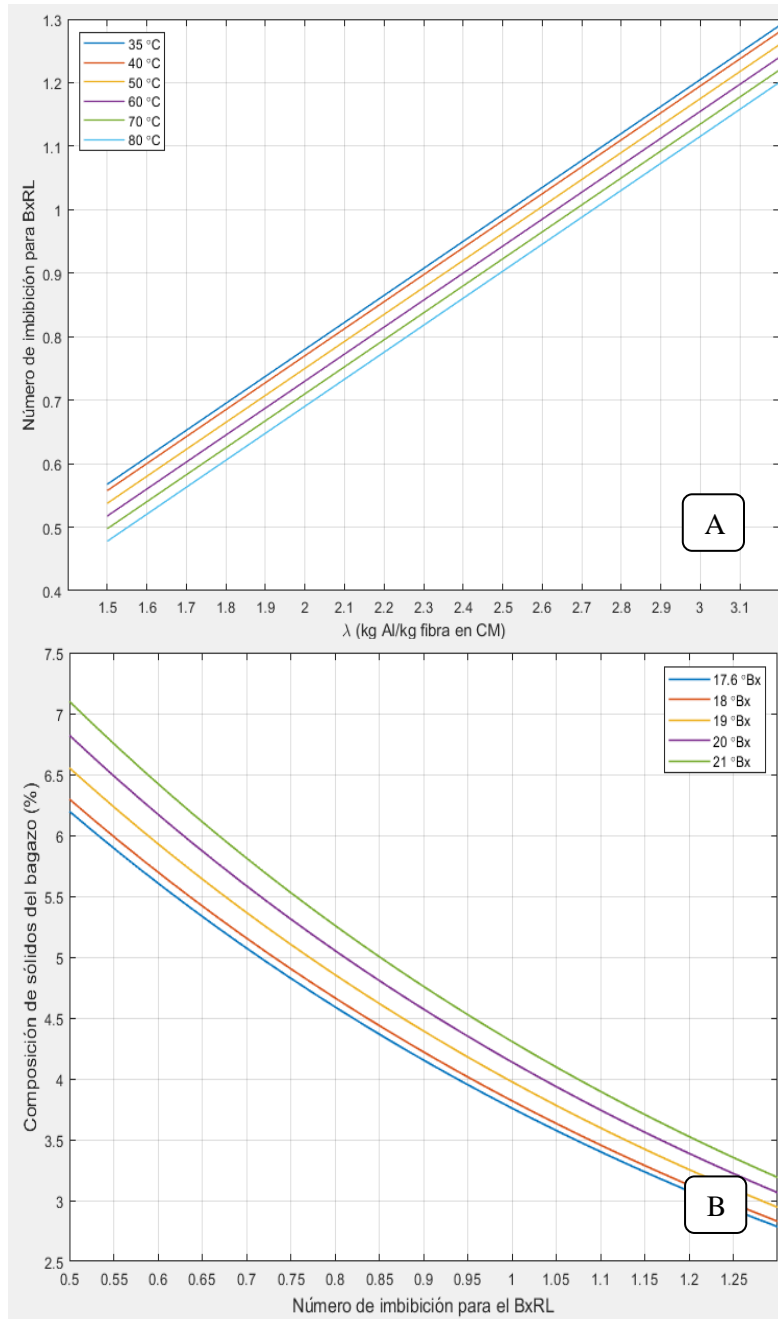 1.3
1.2
1.1
1
0.9
0.8
0.7
0.6
0.5
0.4
Número de imbibición para BxRL
35 °C
40 °C
50 °C
60 °C
70 °C
80 °C
A
1.5 1.6 1.7 1.8 1.9 2 2.1 2.2 2.3 2.4 2.5 2.6 2.7 2.8 2.9 3 3.1
λ (kg AI/kg fibra en CM)
7.5
7
6.5
6
5.5
5
4.5
4
3.5
3
2.5
Composición de sólidos del bagazo (%)
17.6 °Bx
18 °Bx
19 °Bx
20 °Bx
21 °Bx
B
0.5 0.55 0.6 0.65 0.7 0.75 0.8 0.85 0.9 0.95 1 1.05 1.1 1.15 1.2 1.25
Número de imbibición para el BxRL